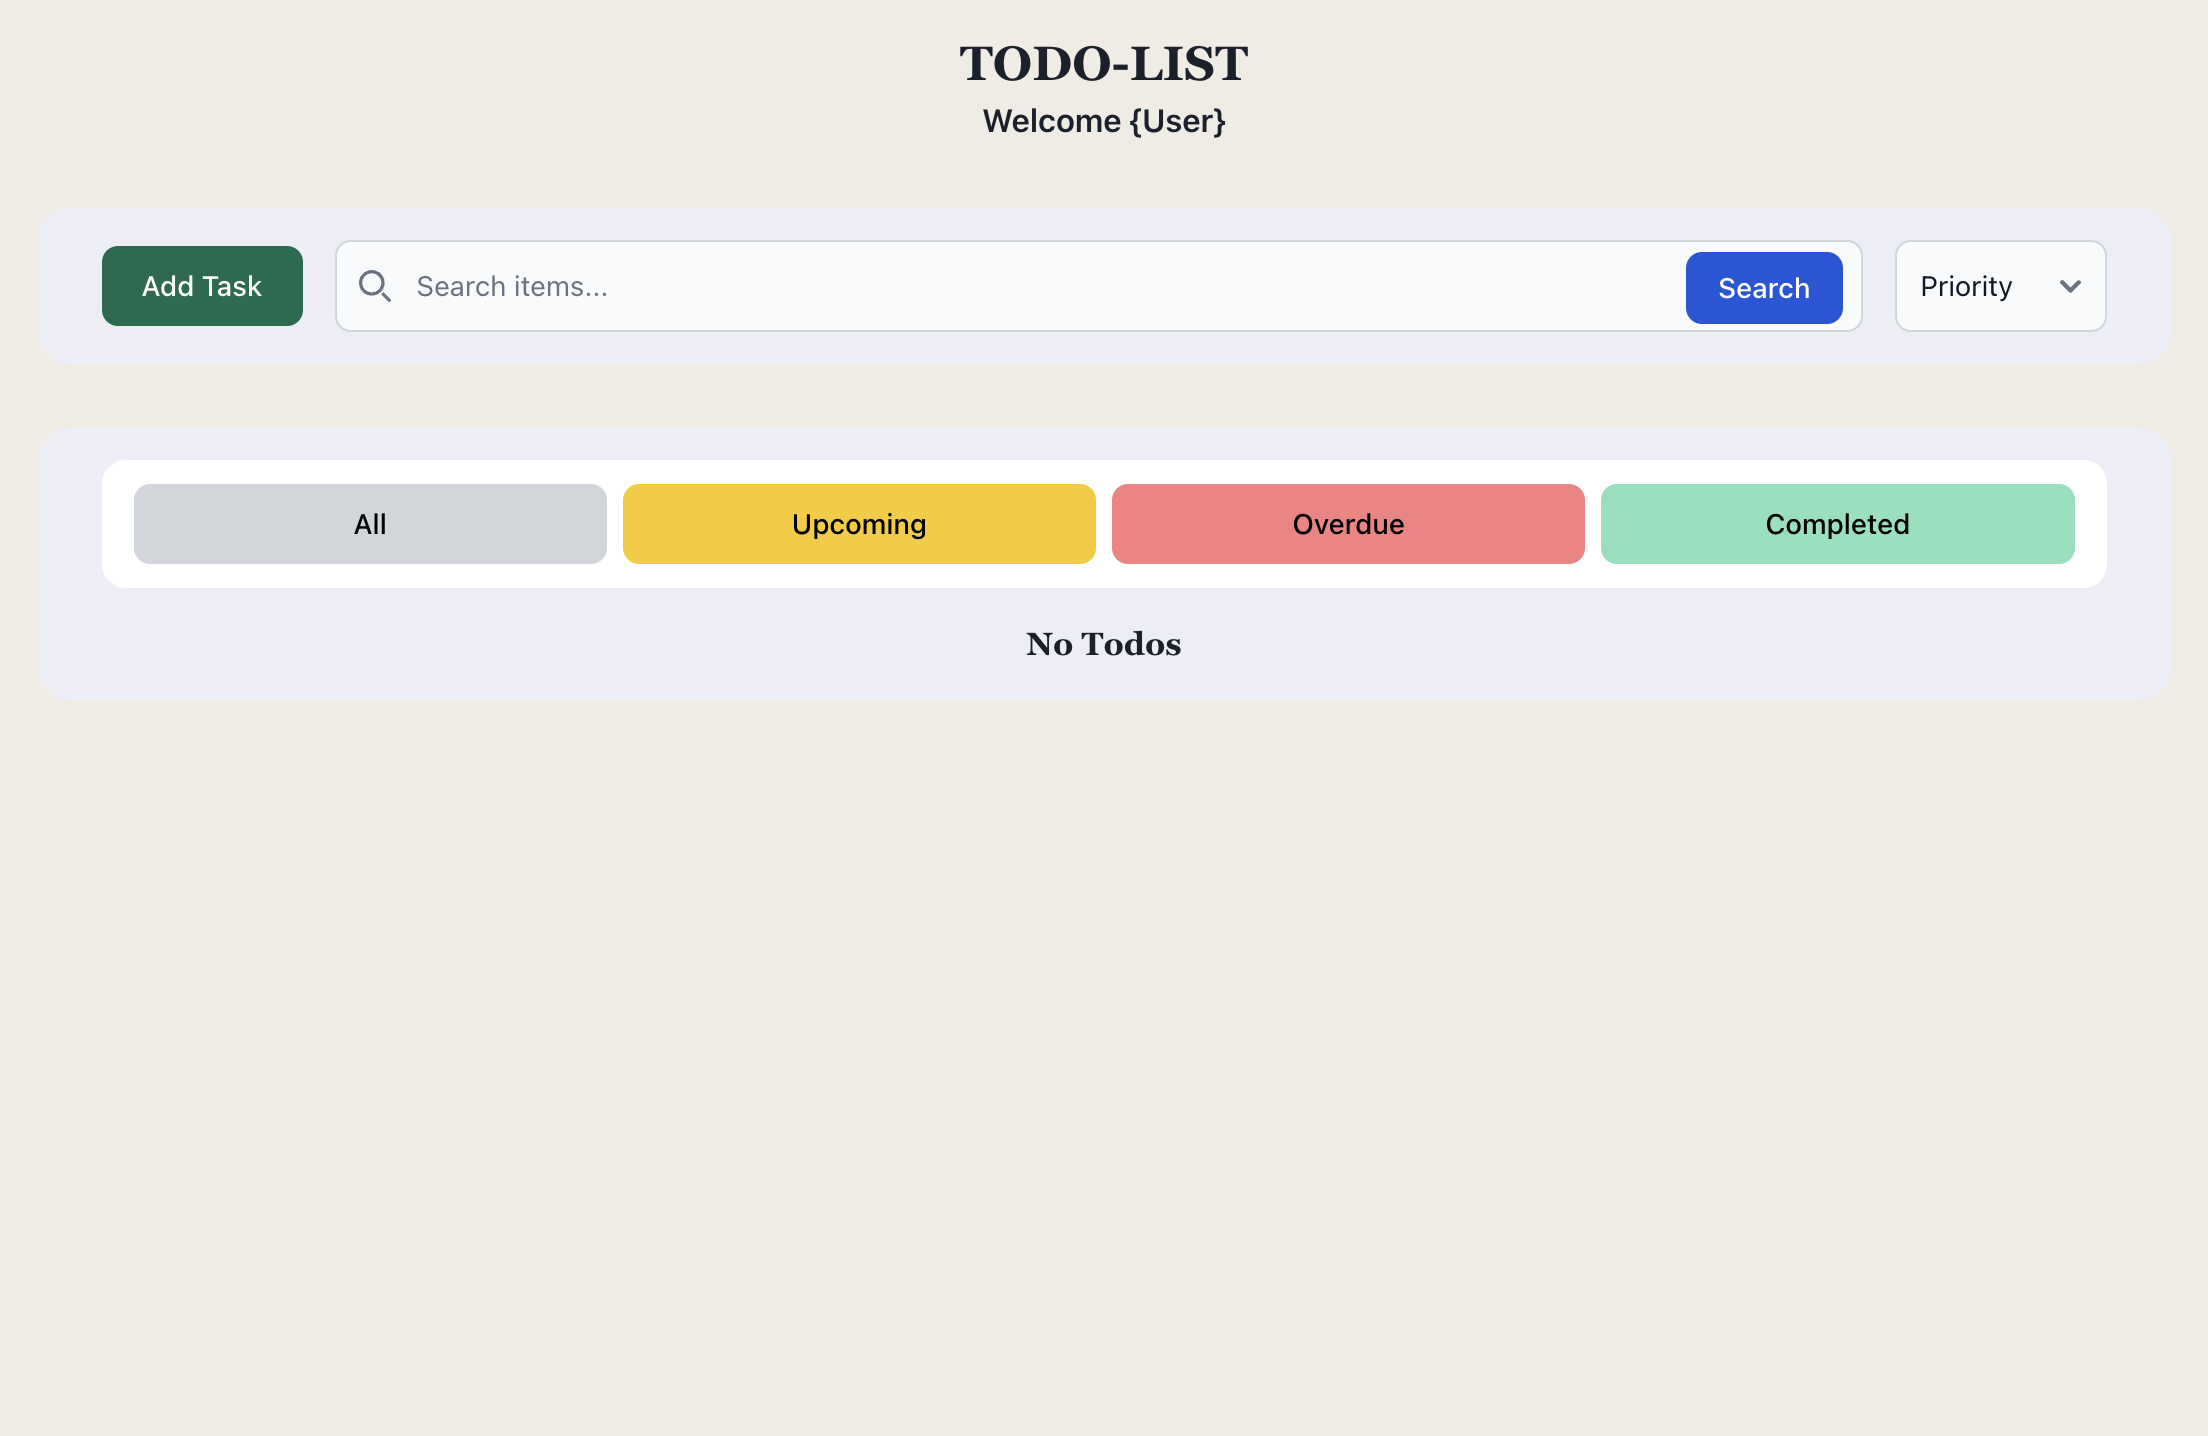 TODO-LIST
Welcome {User}
Add Task
Search items...
Search
Priority
All
Upcoming
Overdue
Completed
No Todos